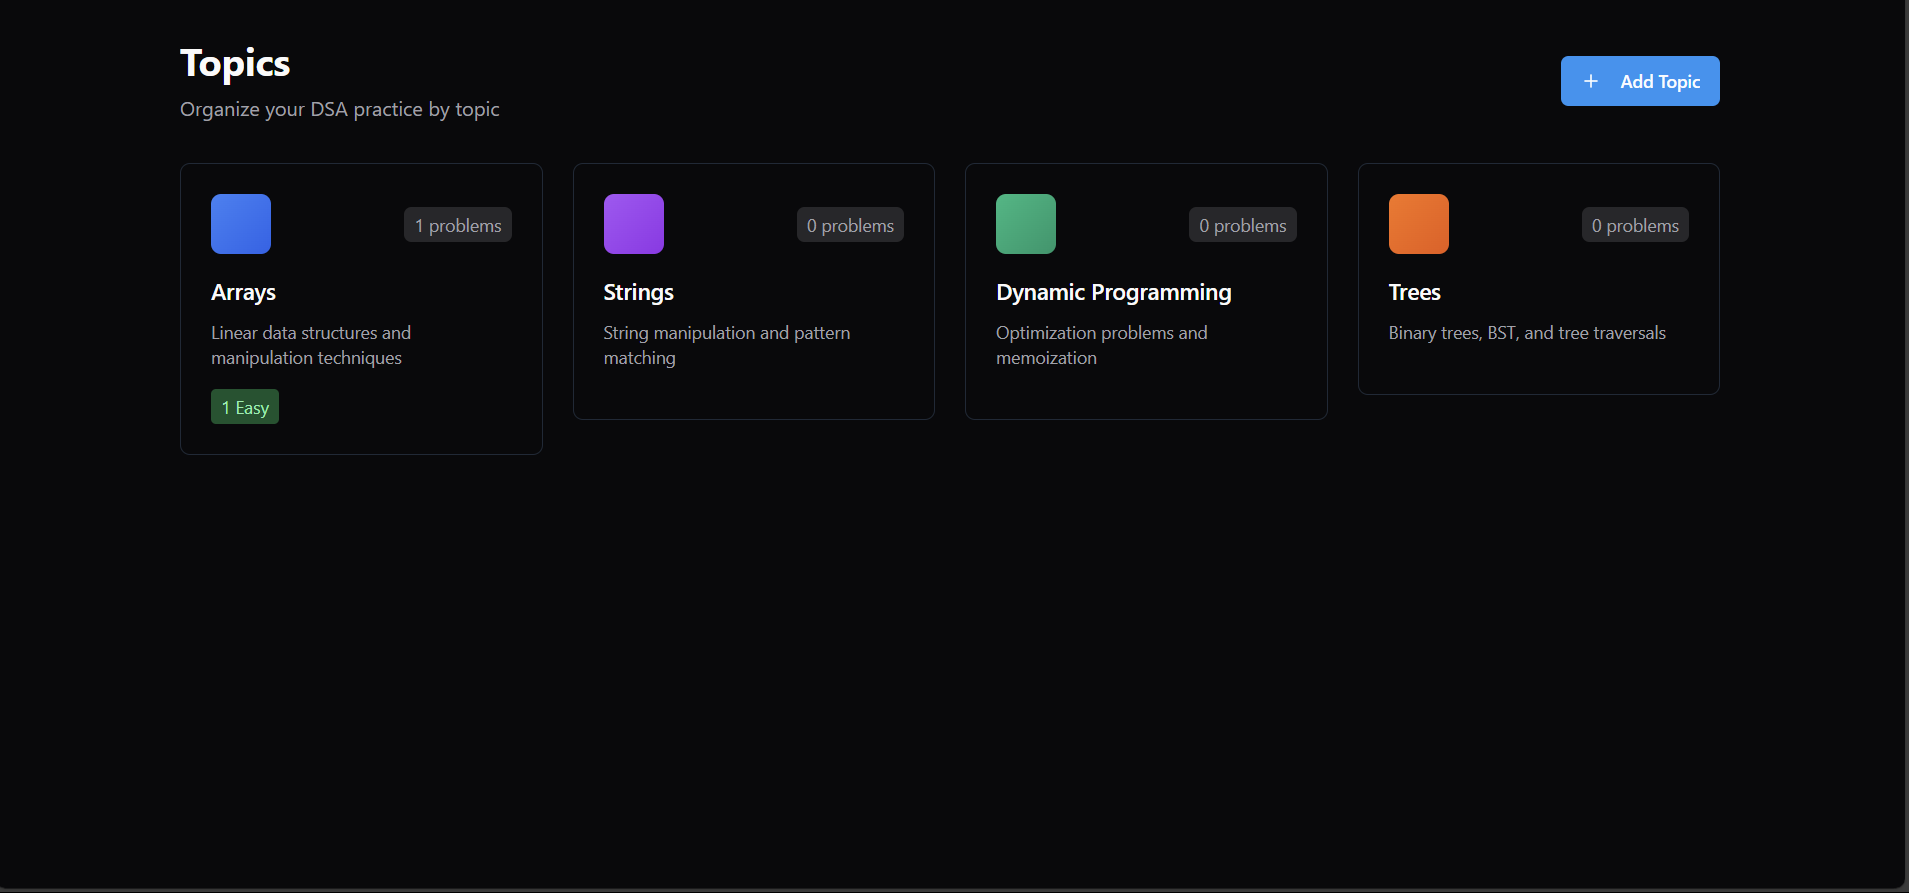 Topics
Organize your DSA practice by topic
+ Add Topic
1 problems
Arrays
Linear data structures and
manipulation techniques
1 Easy
0 problems
Strings
String manipulation and pattern
matching
0 problems
Dynamic Programming
Optimization problems and
memoization
0 problems
Trees
Binary trees, BST, and tree traversals